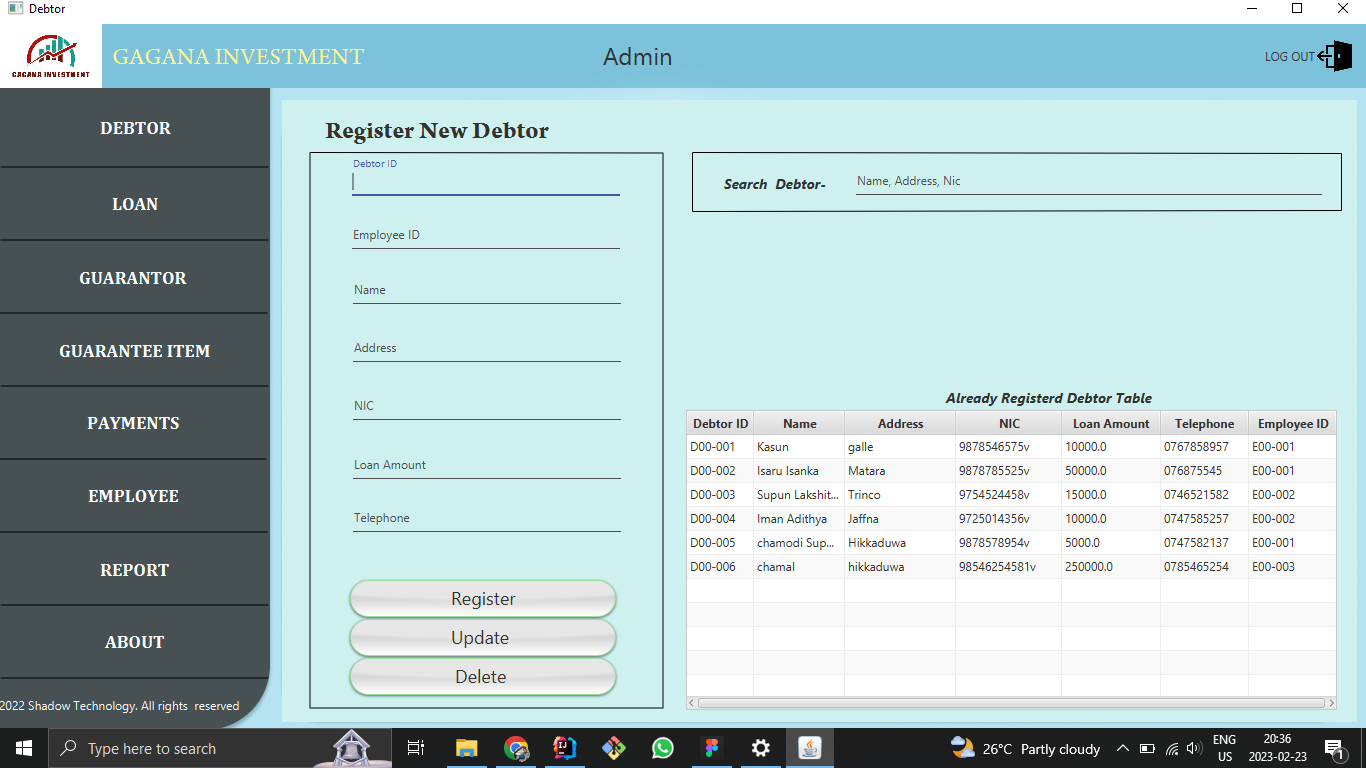 Debtor
GAGANA INVESTMENT
GAGANA INVESTMENT
Admin
LOG OUT
DEBTOR
LOAN
GUARANTOR
GUARANTEE ITEM
PAYMENTS
EMPLOYEE
REPORT
ABOUT
2022 Shadow Technology. All rights reserved
Register New Debtor
Debtor ID
Employee ID
Name
Address
NIC
Loan Amount
Telephone
Register
Update
Delete
Search Debtor- Name, Address, Nic
Already Registerd Debtor Table
Debtor ID Name Address NIC Loan Amount Telephone Employee ID
D00-001 Kasun galle 9878546575v 10000.0 0767858957 E00-001
D00-002 Isaru Isanka Matara 9878785525v 50000.0 076875545 E00-001
D00-003 Supun Lakshit... Trinco 9754524458v 15000.0 0746521582 E00-002
D00-004 Iman Adithya Jaffna 9725014356v 10000.0 0747585257 E00-002
D00-005 chamodi Sup... Hikkaduwa 9878578954v 5000.0 0747582137 E00-001
D00-006 chamal hikkaduwa 98546254581v 250000.0 0785465254 E00-003
Type here to search
26°C Partly cloudy
ENG
US
20:36
2023-02-23
1